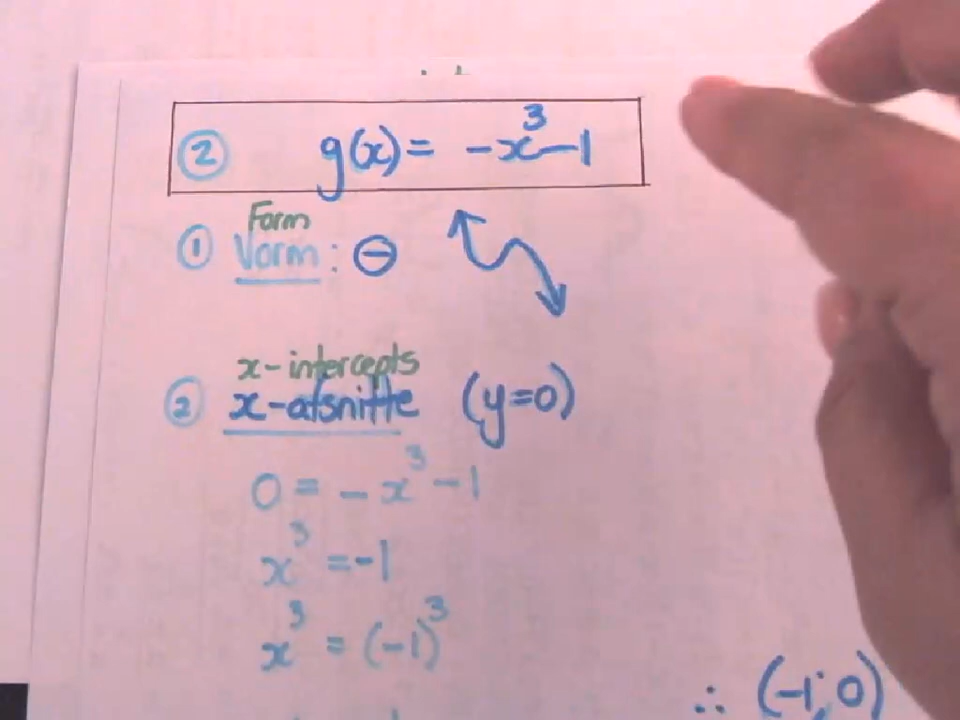 ② g(x) = -x³-1
Form
① Vorm: ⊖
x-intercepts
② x-afsnitte (y=0)
0 = -x³-1
x³ = -1
x³ = (-1)³
∴ (-1;0)